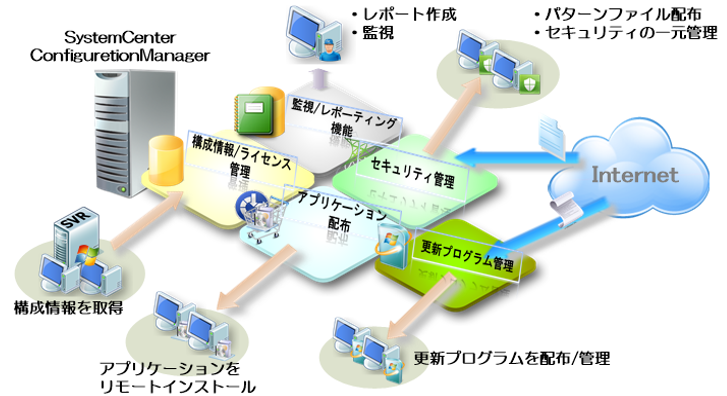 SystemCenter
ConfiguretionManager
・レポート作成
・監視
・パターンファイル配布
・セキュリティの一元管理
監視/レポーティング
機能
構成情報/ライセンス
管理
セキュリティ管理
Internet
アプリケーション
配布
更新プログラム管理
SVR
構成情報を取得
アプリケーションを
リモートインストール
更新プログラムを配布/管理